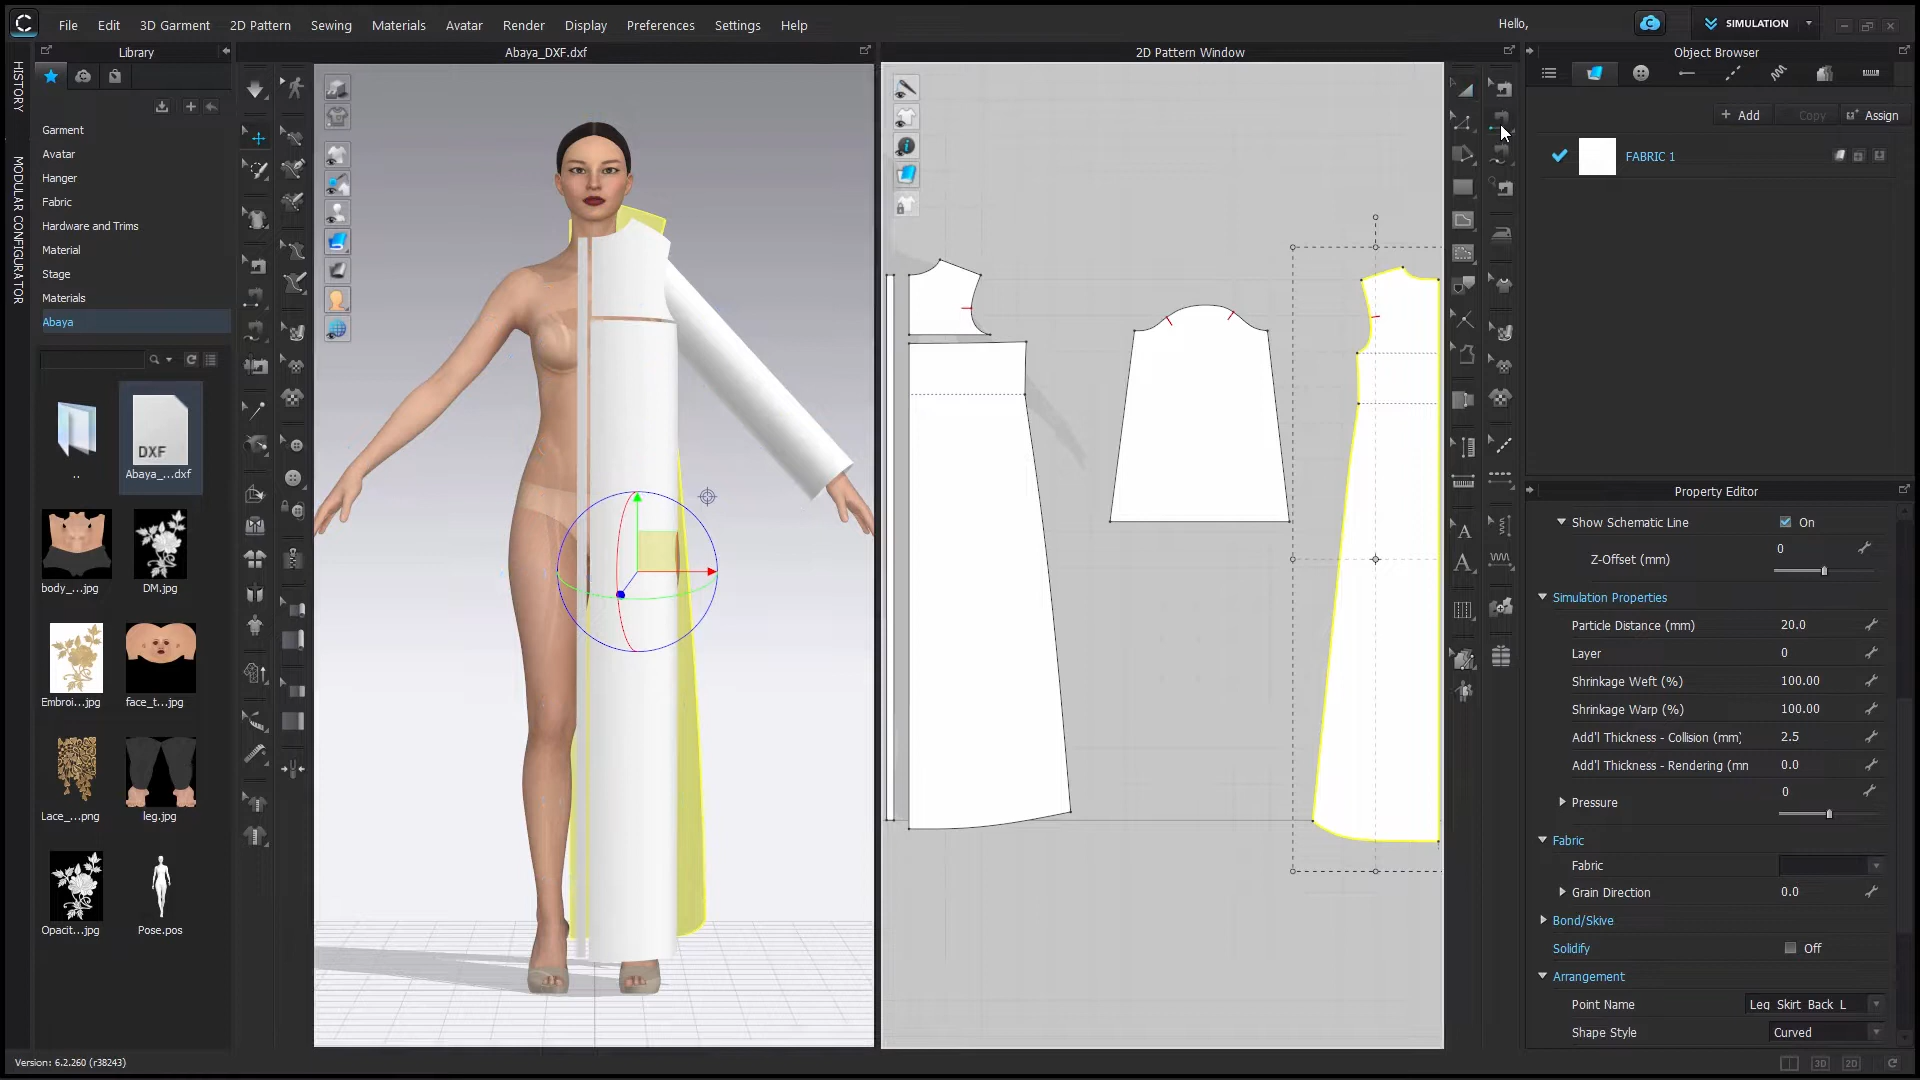 File Edit 3D Garment 2D Pattern Sewing Materials Avatar Render Display Preferences Settings Help
Hello,
SIMULATION
HISTORY
MODULAR CONFIGURATOR
Library
Garment
Avatar
Hanger
Fabric
Hardware and Trims
Material
Stage
Materials
Abaya
..
DXF
Abaya_...dxf
body_...jpg
DM.jpg
Embroi...jpg
face_t...jpg
Lace_...png
leg.jpg
Opacit...jpg
Pose.pos
Version: 6.2.260 (r38243)
Abaya_DXF.dxf
2D Pattern Window
A
A
Object Browser
+ Add Copy Assign
FABRIC 1
Property Editor
Show Schematic Line On
Z-Offset (mm) 0
Simulation Properties
Particle Distance (mm) 20.0
Layer 0
Shrinkage Weft (%) 100.00
Shrinkage Warp (%) 100.00
Add'l Thickness - Collision (mm) 2.5
Add'l Thickness - Rendering (mm 0.0
Pressure 0
Fabric
Fabric
Grain Direction 0.0
Bond/Skive
Solidify Off
Arrangement
Point Name Leg_Skirt_Back_L
Shape Style Curved
3D 2D